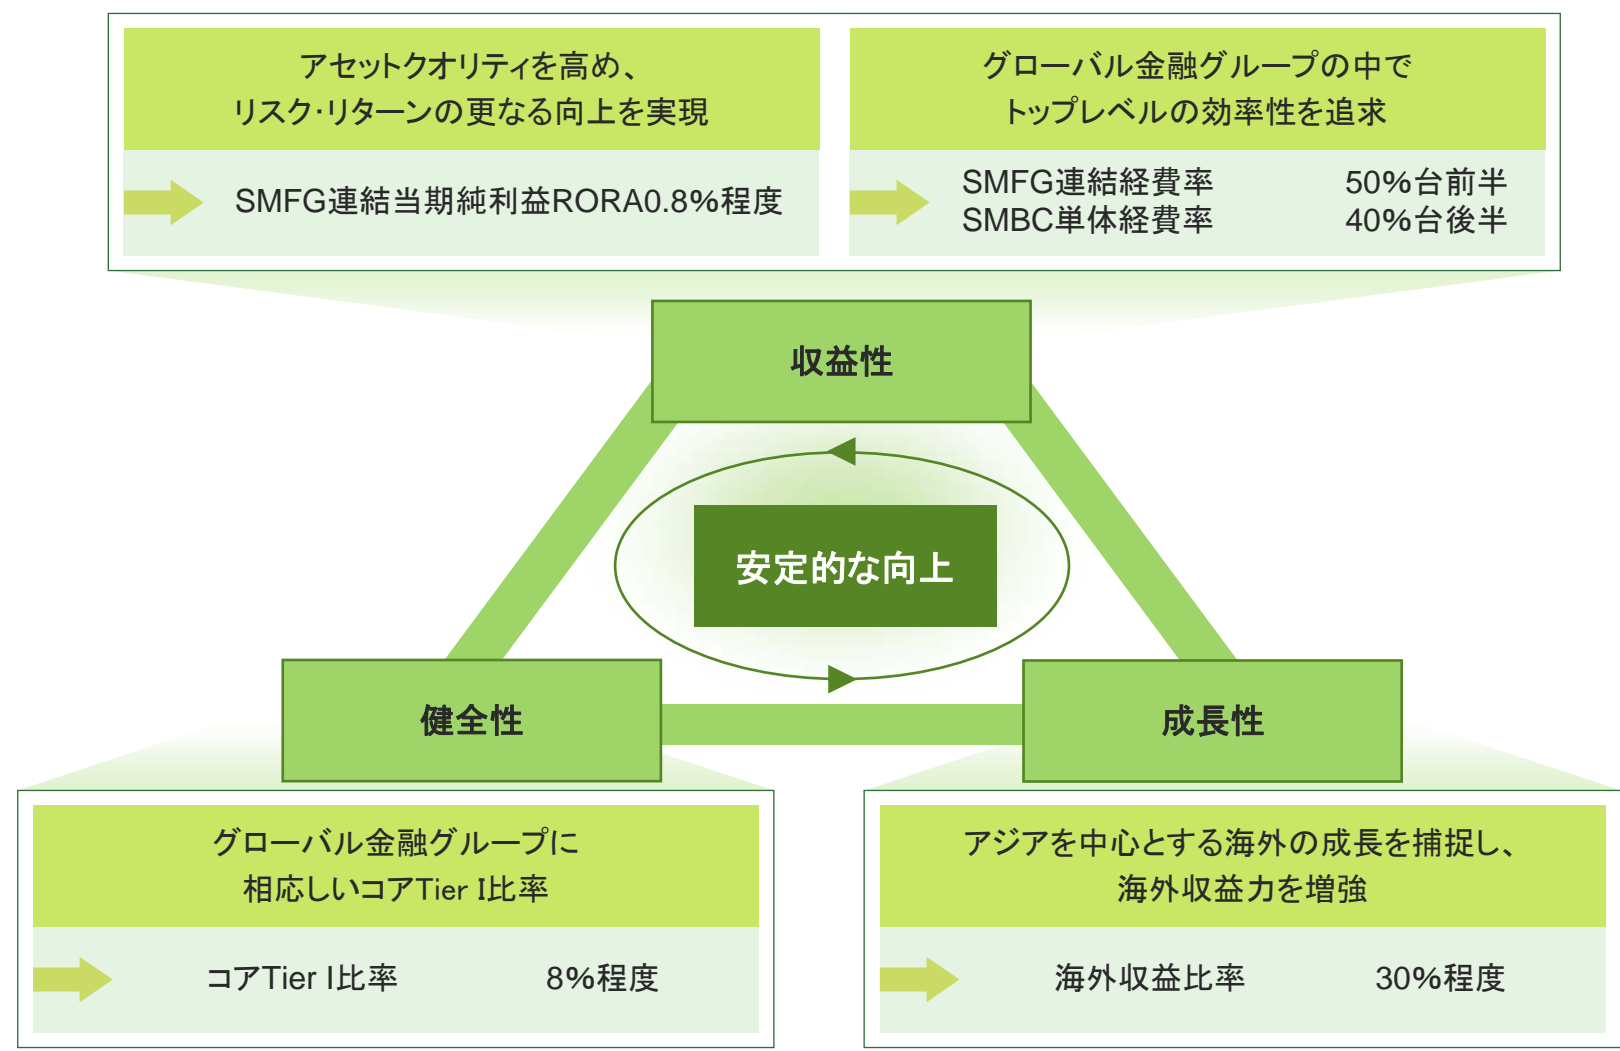 アセットクオリティを高め、
リスク・リターンの更なる向上を実現
SMFG連結当期純利益RORA0.8%程度
グローバル金融グループの中で
トップレベルの効率性を追求
SMFG連結経費率 50%台前半
SMBC単体経費率 40%台後半
収益性
安定的な向上
健全性
成長性
グローバル金融グループに
相応しいコアTier I比率
コアTier I比率 8%程度
アジアを中心とする海外の成長を捕捉し、
海外収益力を増強
海外収益比率 30%程度